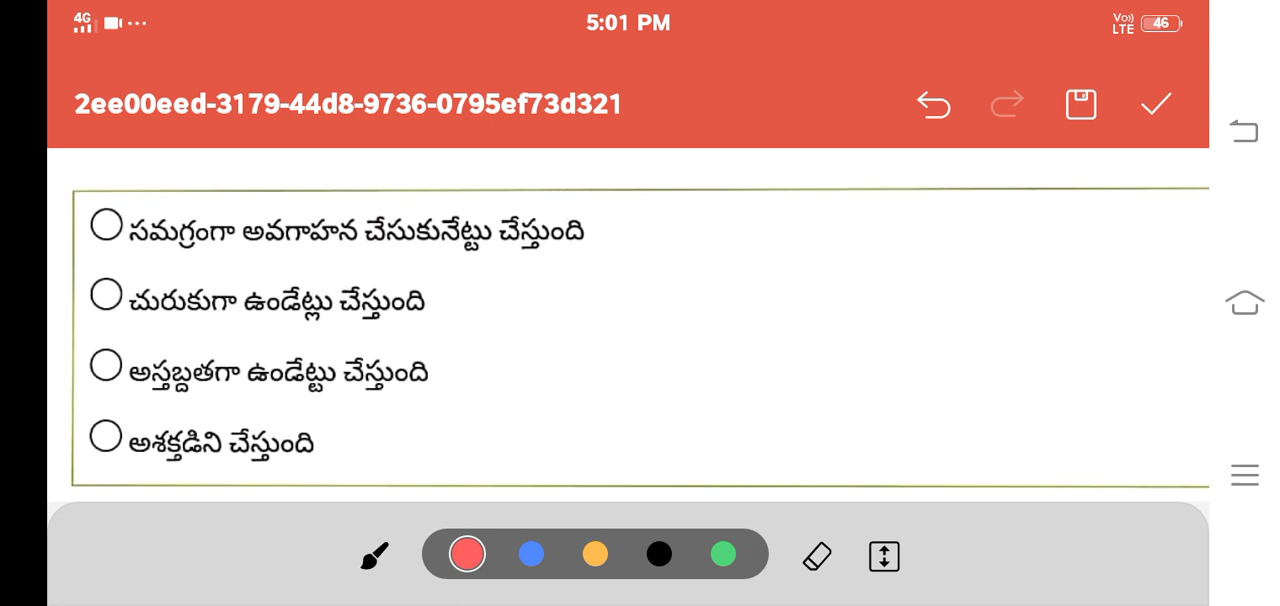 4G ... 5:01 PM Vo)) LTE 46
2ee00eed-3179-44d8-9736-0795ef73d321
సమగ్రంగా అవగాహన చేసుకునేట్టు చేస్తుంది
చురుకుగా ఉండేట్లు చేస్తుంది
అస్తబ్దతగా ఉండేట్టు చేస్తుంది
అశక్తడిని చేస్తుంది